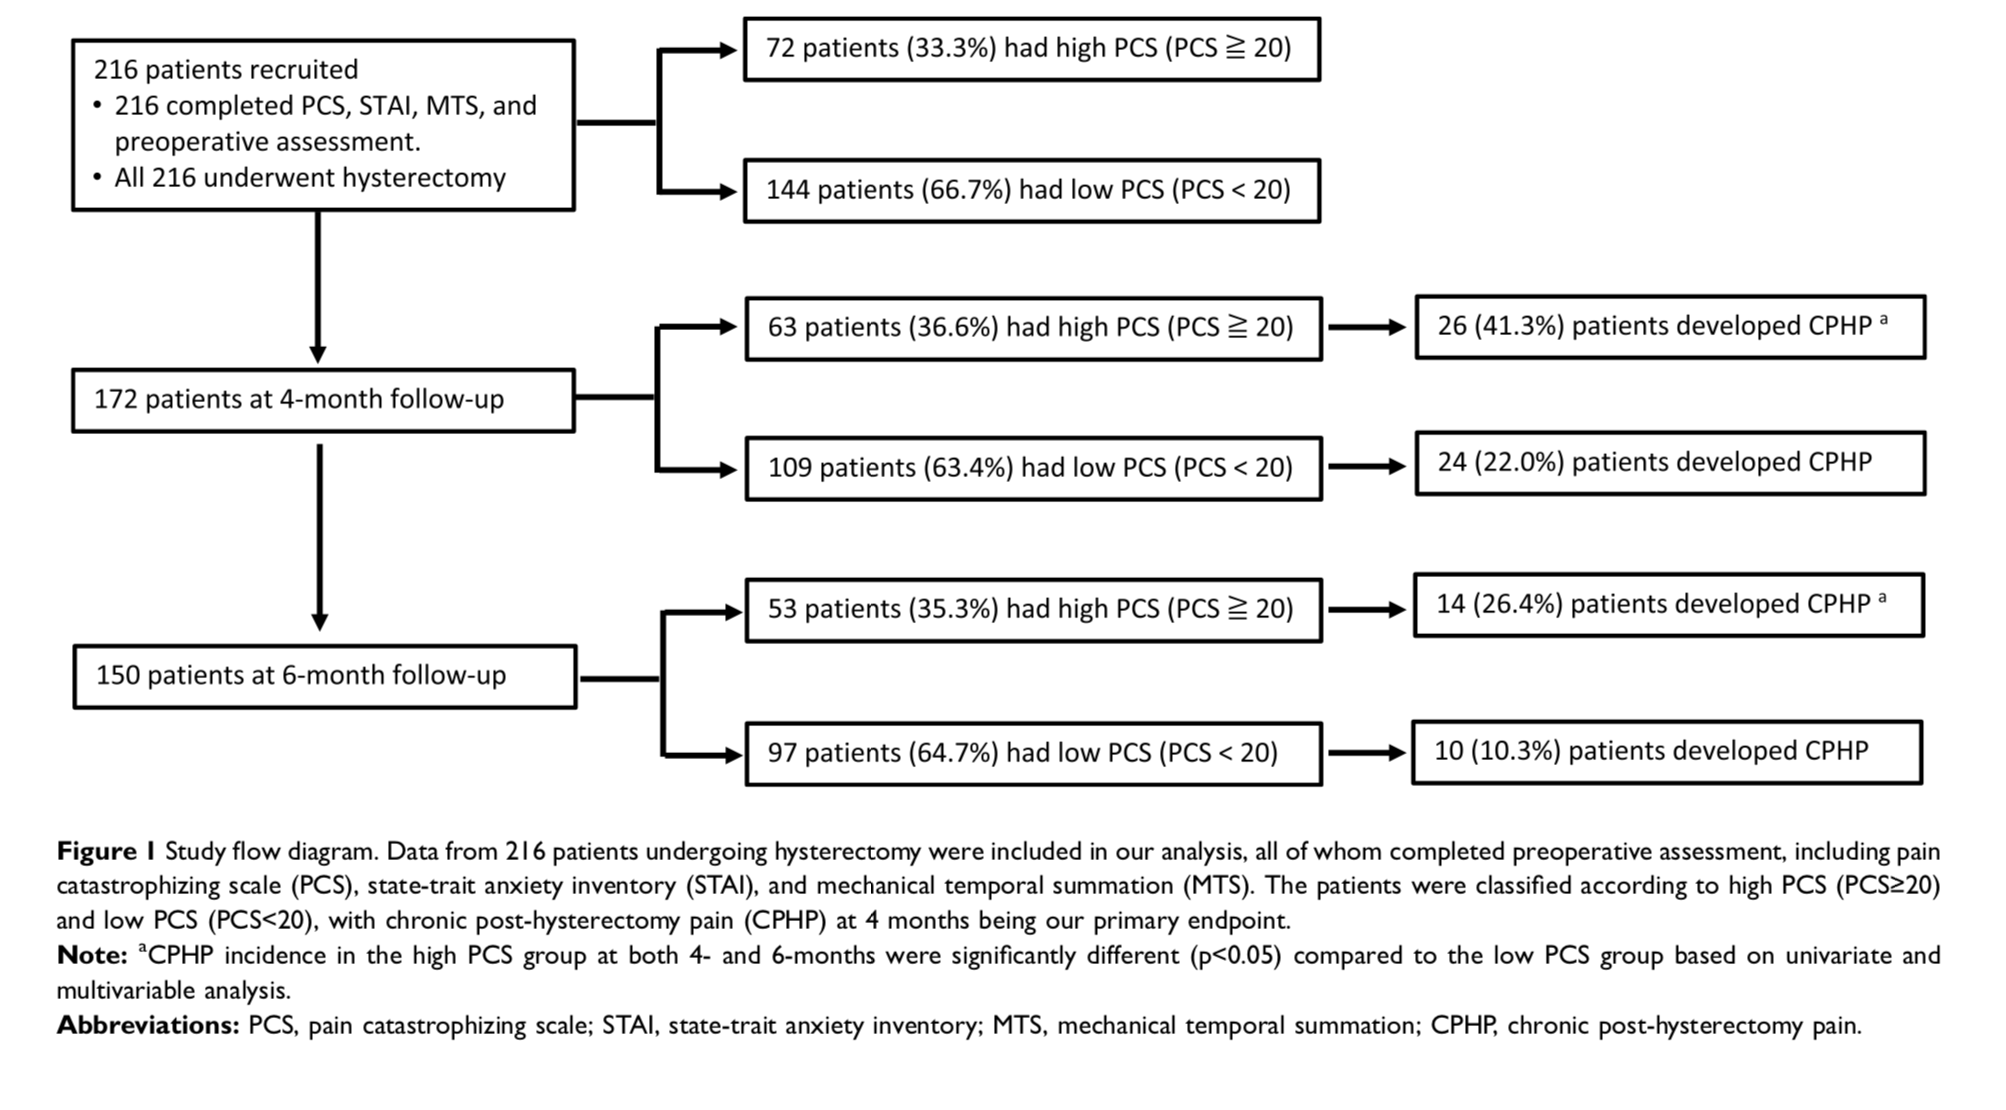 216 patients recruited
• 216 completed PCS, STAI, MTS, and
preoperative assessment.
• All 216 underwent hysterectomy
72 patients (33.3%) had high PCS (PCS ≧ 20)
144 patients (66.7%) had low PCS (PCS < 20)
172 patients at 4-month follow-up
63 patients (36.6%) had high PCS (PCS ≧ 20)
26 (41.3%) patients developed CPHP ᵃ
109 patients (63.4%) had low PCS (PCS < 20)
24 (22.0%) patients developed CPHP
150 patients at 6-month follow-up
53 patients (35.3%) had high PCS (PCS ≧ 20)
14 (26.4%) patients developed CPHP ᵃ
97 patients (64.7%) had low PCS (PCS < 20)
10 (10.3%) patients developed CPHP
Figure 1 Study flow diagram. Data from 216 patients undergoing hysterectomy were included in our analysis, all of whom completed preoperative assessment, including pain
catastrophizing scale (PCS), state-trait anxiety inventory (STAI), and mechanical temporal summation (MTS). The patients were classified according to high PCS (PCS≥20)
and low PCS (PCS<20), with chronic post-hysterectomy pain (CPHP) at 4 months being our primary endpoint.
Note: ᵃCPHP incidence in the high PCS group at both 4- and 6-months were significantly different (p<0.05) compared to the low PCS group based on univariate and
multivariable analysis.
Abbreviations: PCS, pain catastrophizing scale; STAI, state-trait anxiety inventory; MTS, mechanical temporal summation; CPHP, chronic post-hysterectomy pain.